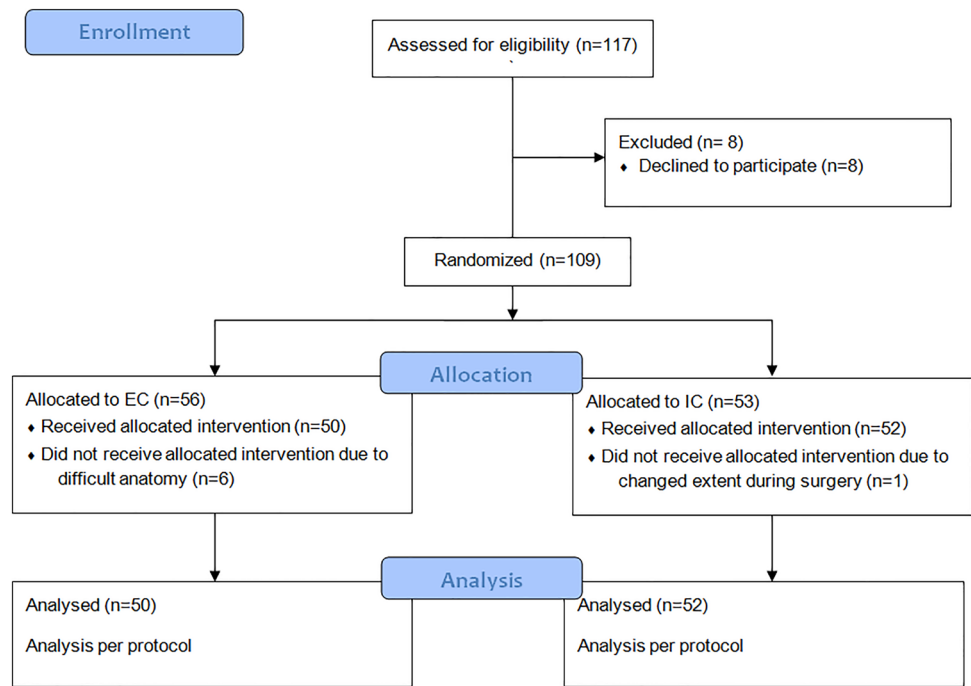 Enrollment
Assessed for eligibility (n=117)
Excluded (n= 8)
♦ Declined to participate (n=8)
Randomized (n=109)
Allocation
Allocated to EC (n=56)
♦ Received allocated intervention (n=50)
♦ Did not receive allocated intervention due to
difficult anatomy (n=6)
Allocated to IC (n=53)
♦ Received allocated intervention (n=52)
♦ Did not receive allocated intervention due to
changed extent during surgery (n=1)
Analysis
Analysed (n=50)
Analysis per protocol
Analysed (n=52)
Analysis per protocol